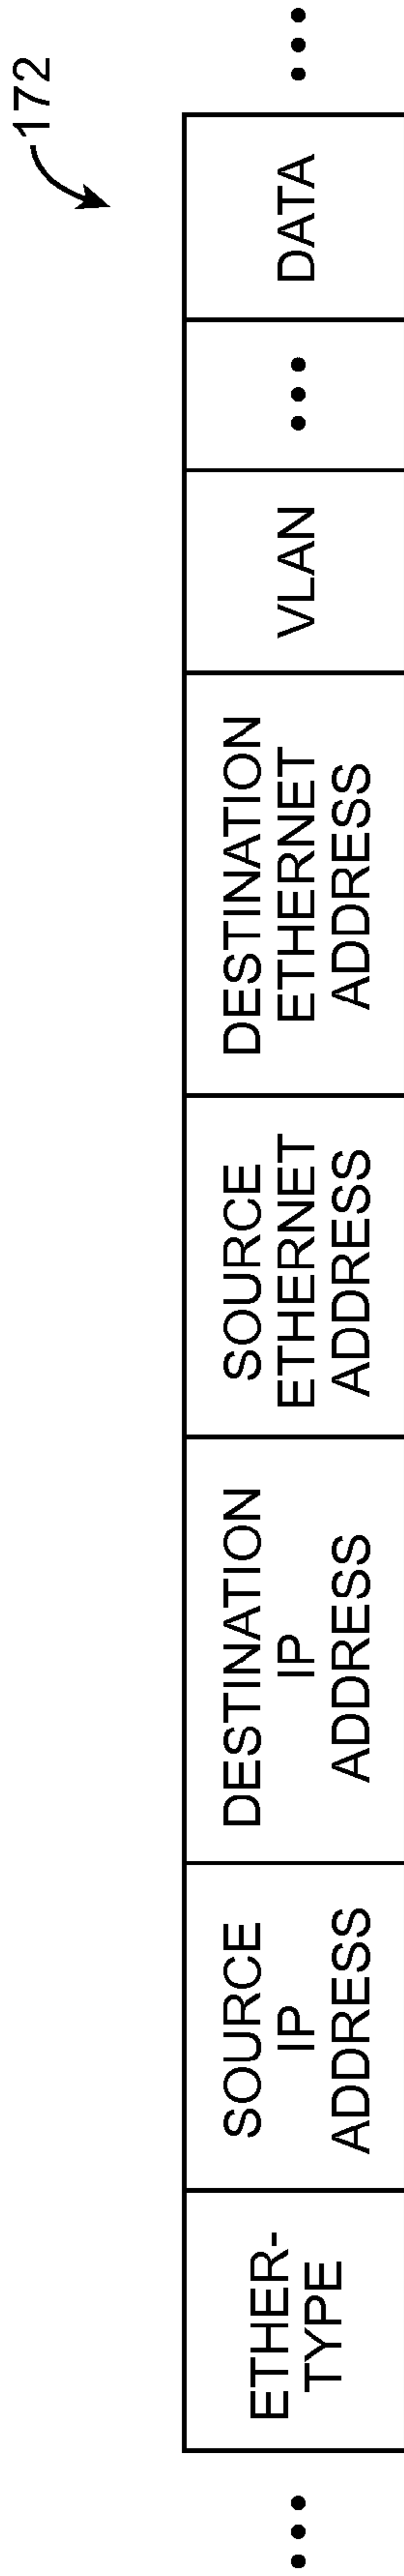 172
•••
ETHER-
TYPE
SOURCE
IP
ADDRESS
DESTINATION
IP
ADDRESS
SOURCE
ETHERNET
ADDRESS
DESTINATION
ETHERNET
ADDRESS
VLAN
•••
DATA
•••